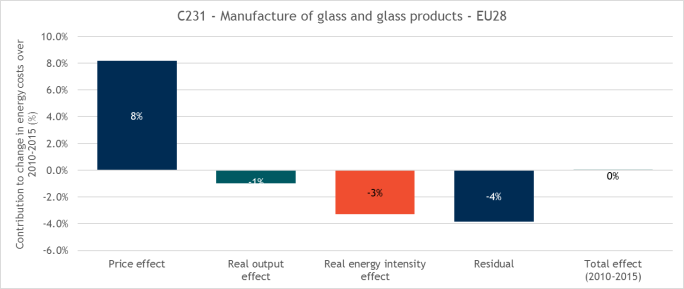 C231 - Manufacture of glass and glass products - EU28
Contribution to change in energy costs over
2010-2015 (%)
10.0%
8.0%
6.0%
4.0%
2.0%
0.0%
-2.0%
-4.0%
-6.0%
8%
-1%
-3%
-4%
0%
Price effect
Real output
effect
Real energy intensity
effect
Residual
Total effect
(2010-2015)